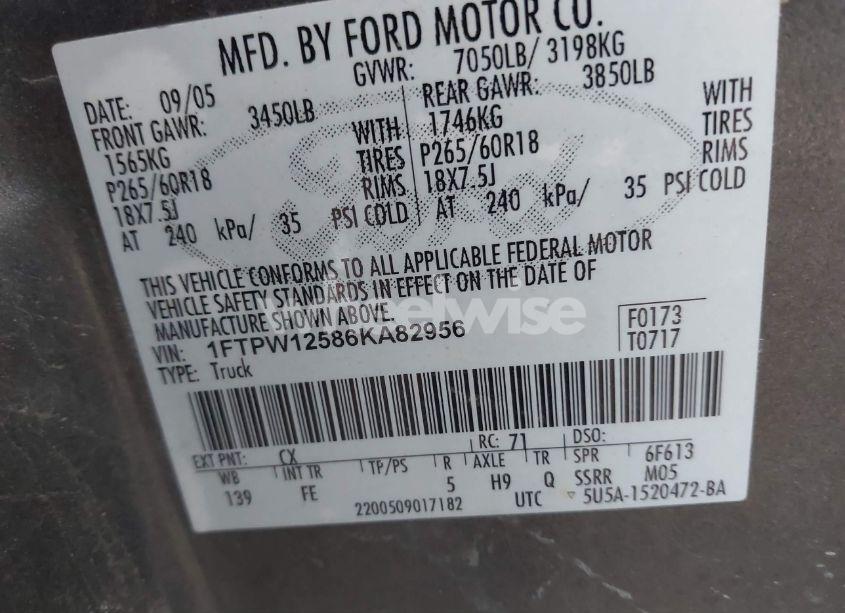 MFD. BY FORD MOTOR CO.
DATE: 09/05 GVWR: 7050LB/ 3198KG
FRONT GAWR: 3450LB REAR GAWR: 3850LB
1565KG WITH 1746KG WITH
P265/60R18 TIRES P265/60R18 TIRES
18X7.5J RIMS 18X7.5J RIMS
AT 240 kPa/ 35 PSI COLD AT 240 kPa/ 35 PSI COLD
THIS VEHICLE CONFORMS TO ALL APPLICABLE FEDERAL MOTOR
VEHICLE SAFETY STANDARDS IN EFFECT ON THE DATE OF
MANUFACTURE SHOWN ABOVE.
VIN: 1FTPW12586KA82956 F0173
TYPE: Truck T0717
EXT PNT: CX RC: 71 DSO:
WB INT TR TP/PS R AXLE TR SPR 6F613
139 FE 5 H9 Q SSRR M05
2200509017182 UTC 5U5A-1520472-BA